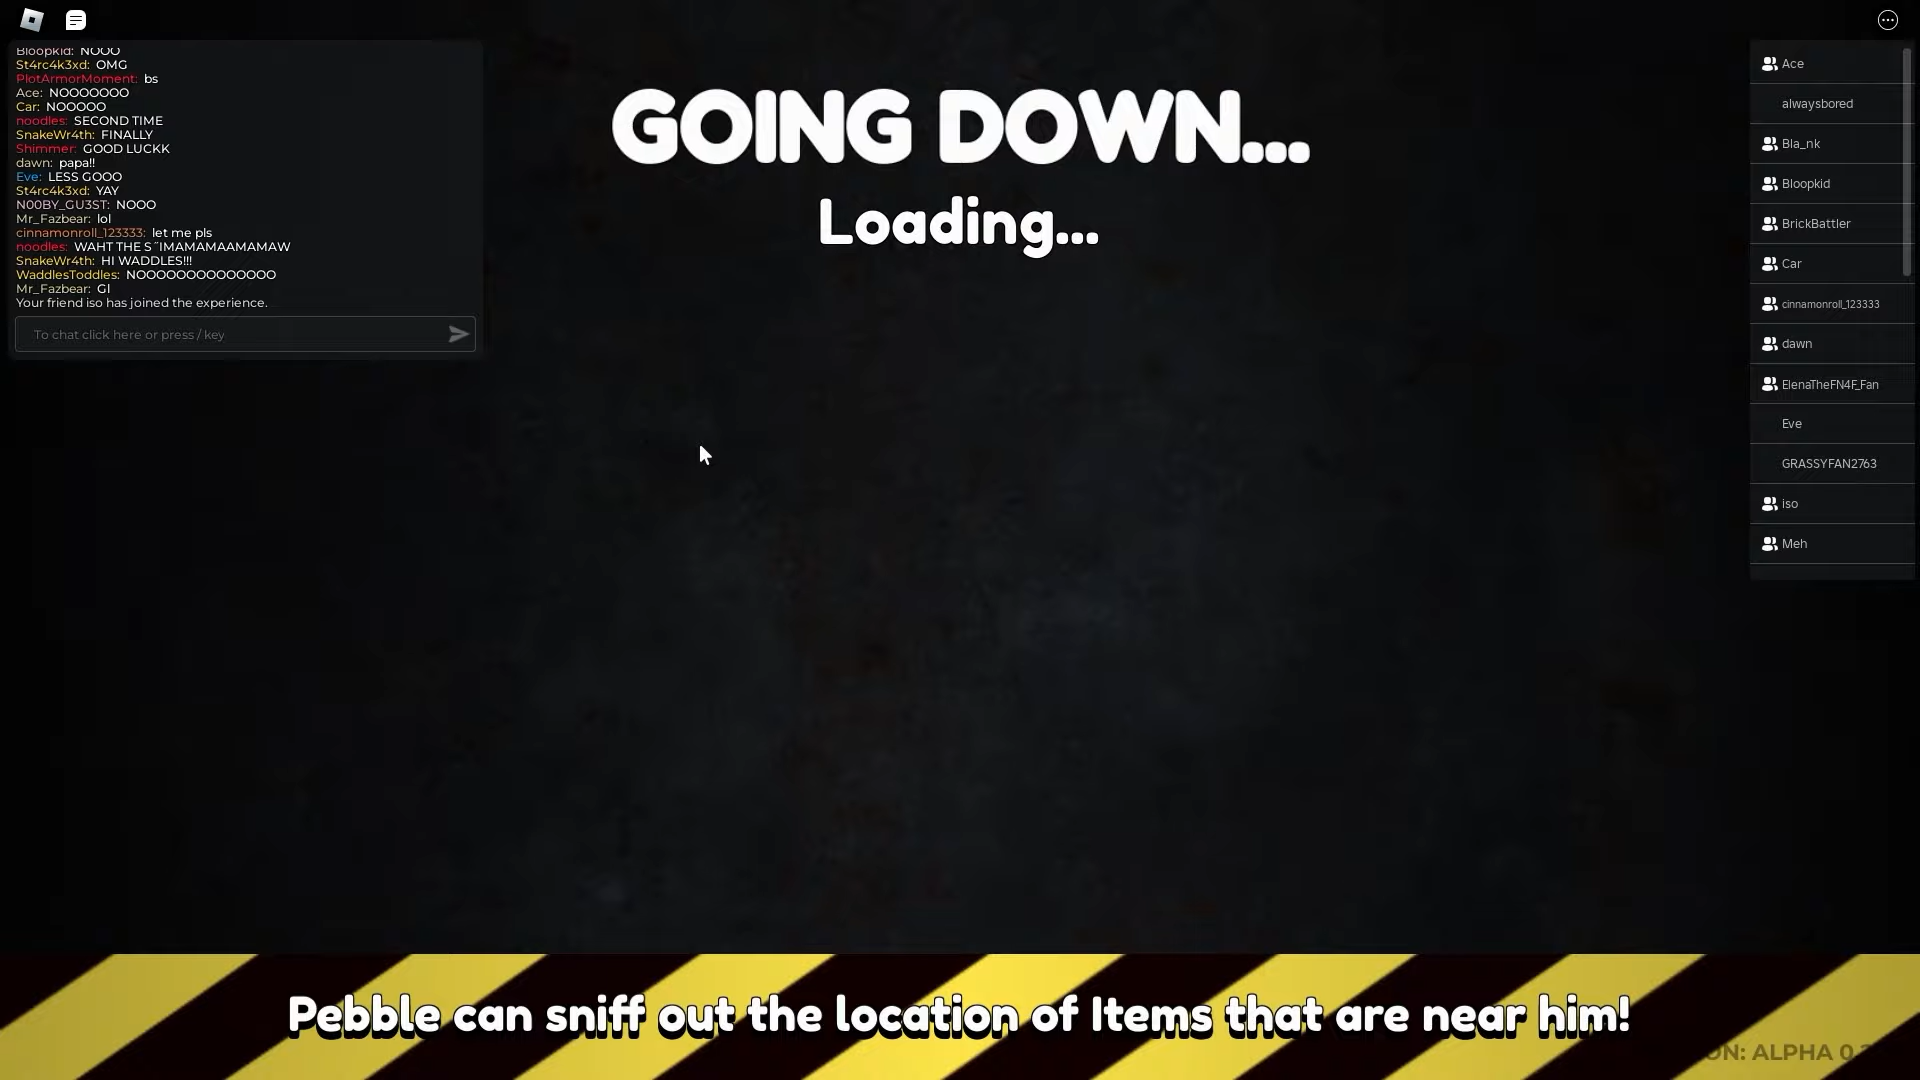 Bloopkid: NOOO
St4rc4k3xd: OMG
PlotArmorMoment: bs
Ace: NOOOOOOO
Car: NOOOOO
noodles: SECOND TIME
SnakeWr4th: FINALLY
Shimmer: GOOD LUCKK
dawn: papa!!
Eve: LESS GOOO
St4rc4k3xd: YAY
N00BY_GU3ST: NOOO
Mr_Fazbear: lol
cinnamonroll_123333: let me pls
noodles: WAHT THE S˝IMAMAMAAMAMAW
SnakeWr4th: HI WADDLES!!!
WaddlesToddles: NOOOOOOOOOOOOOO
Mr_Fazbear: GI
Your friend iso has joined the experience.
To chat click here or press / key
GOING DOWN...
Loading...
Ace
alwaysbored
Bla_nk
Bloopkid
BrickBattler
Car
cinnamonroll_123333
dawn
ElenaTheFN4F_Fan
Eve
GRASSYFAN2763
iso
Meh
Pebble can sniff out the location of Items that are near him!
ON: ALPHA 0.